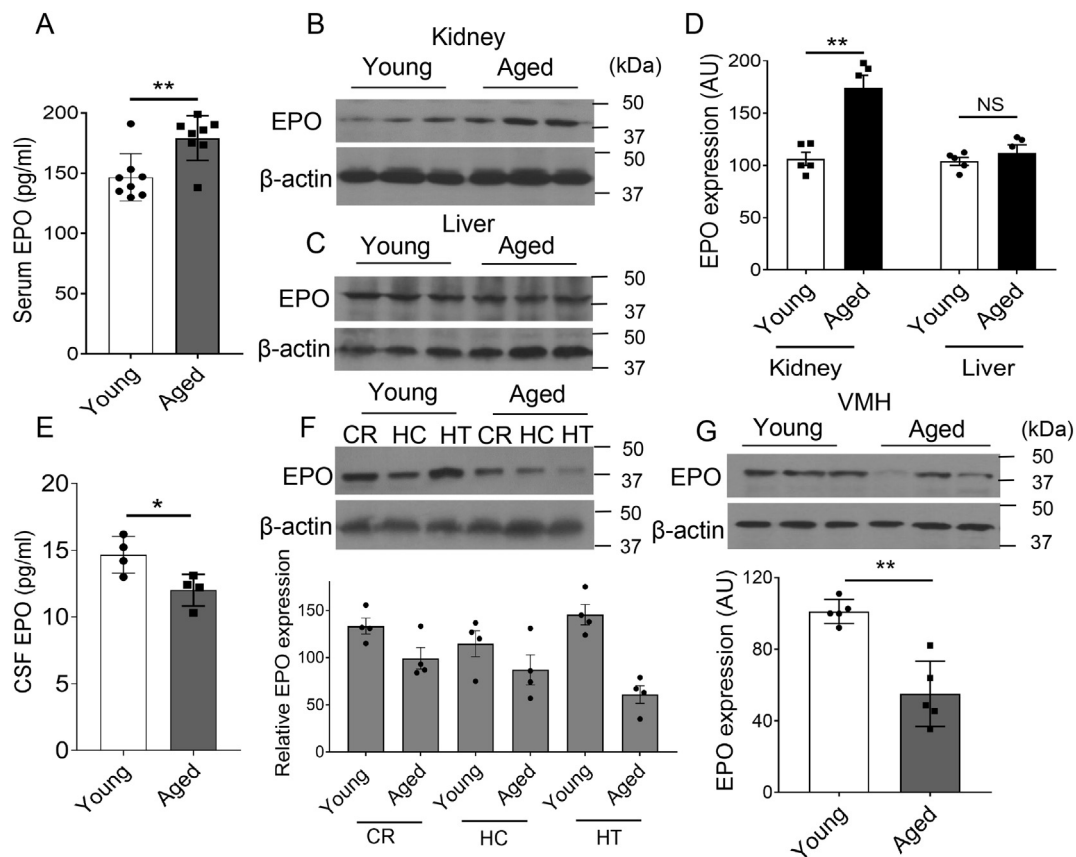 A
Serum EPO (pg/ml)
200
150
100
50
0
**
Young
Aged
B
Kidney
Young
Aged
(kDa)
EPO
50
37
β-actin
50
37
Liver
C
Young
Aged
EPO
50
37
β-actin
50
37
D
EPO expression (AU)
200
150
100
50
0
**
NS
Young
Aged
Young
Aged
Kidney
Liver
E
CSF EPO (pg/ml)
20
15
10
5
0
*
Young
Aged
F
Young
Aged
CR HC HT CR HC HT
EPO
50
37
β-actin
50
37
Relative EPO expression
150
100
50
0
Young
Aged
Young
Aged
Young
Aged
CR
HC
HT
VMH
G
Young
Aged
(kDa)
EPO
50
37
β-actin
50
37
EPO expression (AU)
120
80
40
0
**
Young
Aged